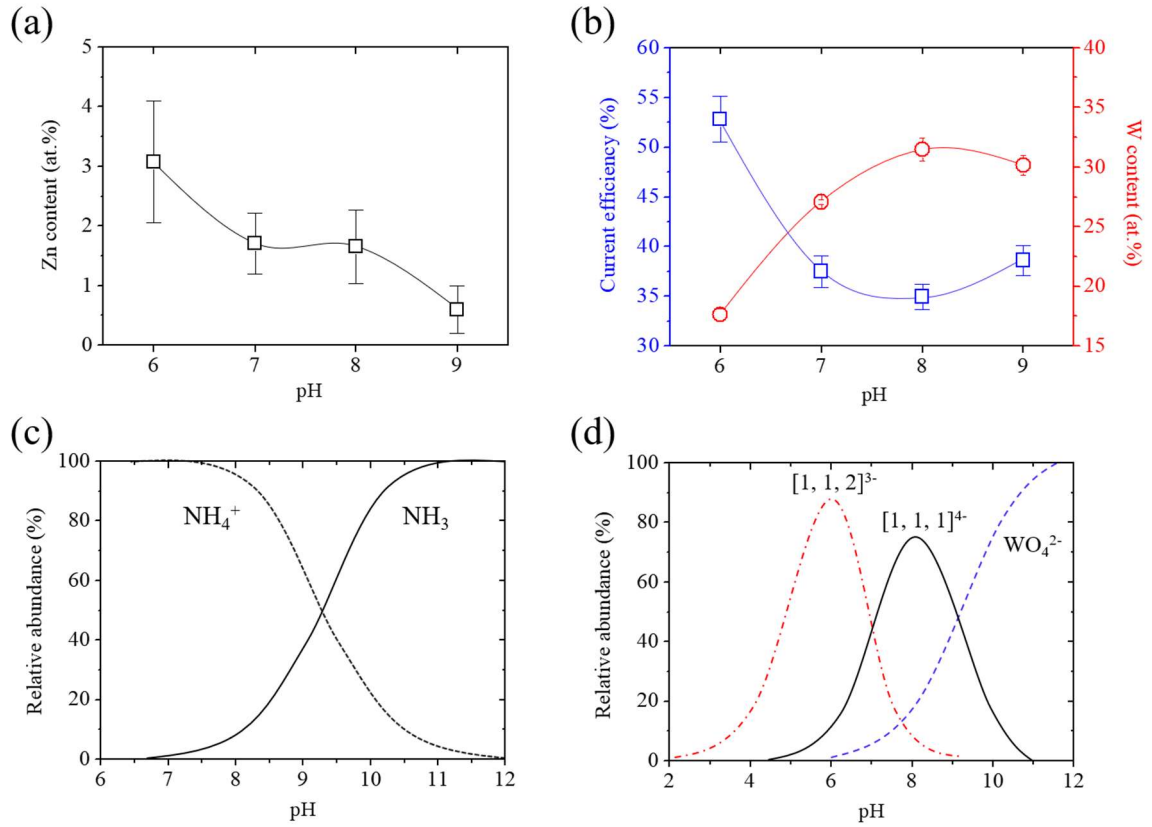 (a)
5
4
3
2
1
0
Zn content (at.%)
6 7 8 9
pH
(b)
60
55
50
45
40
35
30
Current efficiency (%)
40
35
30
25
20
15
W content (at.%)
6 7 8 9
pH
(c)
100
80
60
40
20
0
Relative abundance (%)
NH₄⁺
NH₃
6 7 8 9 10 11 12
pH
(d)
100
80
60
40
20
0
Relative abundance (%)
[1, 1, 2]³⁻
[1, 1, 1]⁴⁻
WO₄²⁻
2 4 6 8 10 12
pH